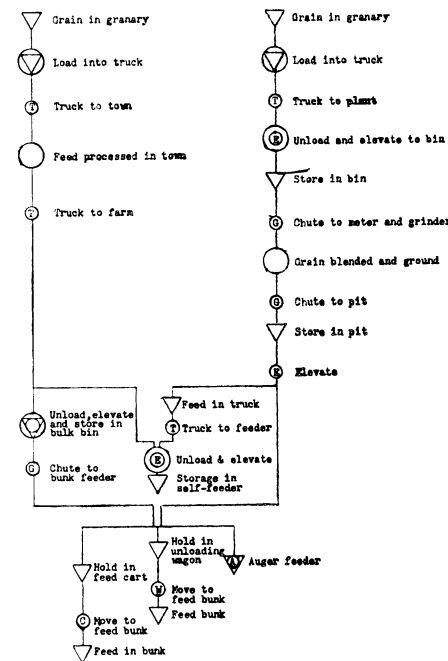 Grain in granary
Load into truck
T Truck to town
Feed processed in town
T Truck to farm
Unload, elevate
and store in
bulk bin
G Chute to
bunk feeder
Grain in granary
Load into truck
T Truck to plant
E Unload and elevate to bin
Store in bin
G Chute to meter and grinder
Grain blended and ground
G Chute to pit
Store in pit
E Elevate
Feed in truck
T Truck to feeder
E Unload & elevate
Storage in
self-feeder
Hold in
feed cart
C Move to
feed bunk
Feed in bunk
Hold in
unloading
wagon
W Move to
feed bunk
Feed bunk
A Auger feeder